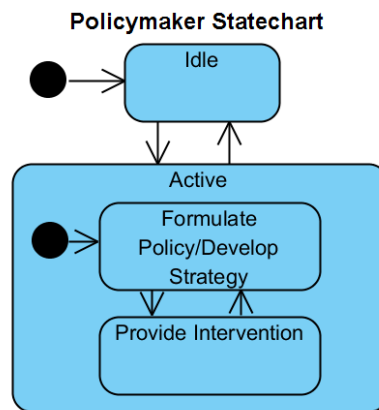 Policymaker Statechart
Idle
Active
Formulate
Policy/Develop
Strategy
Provide Intervention